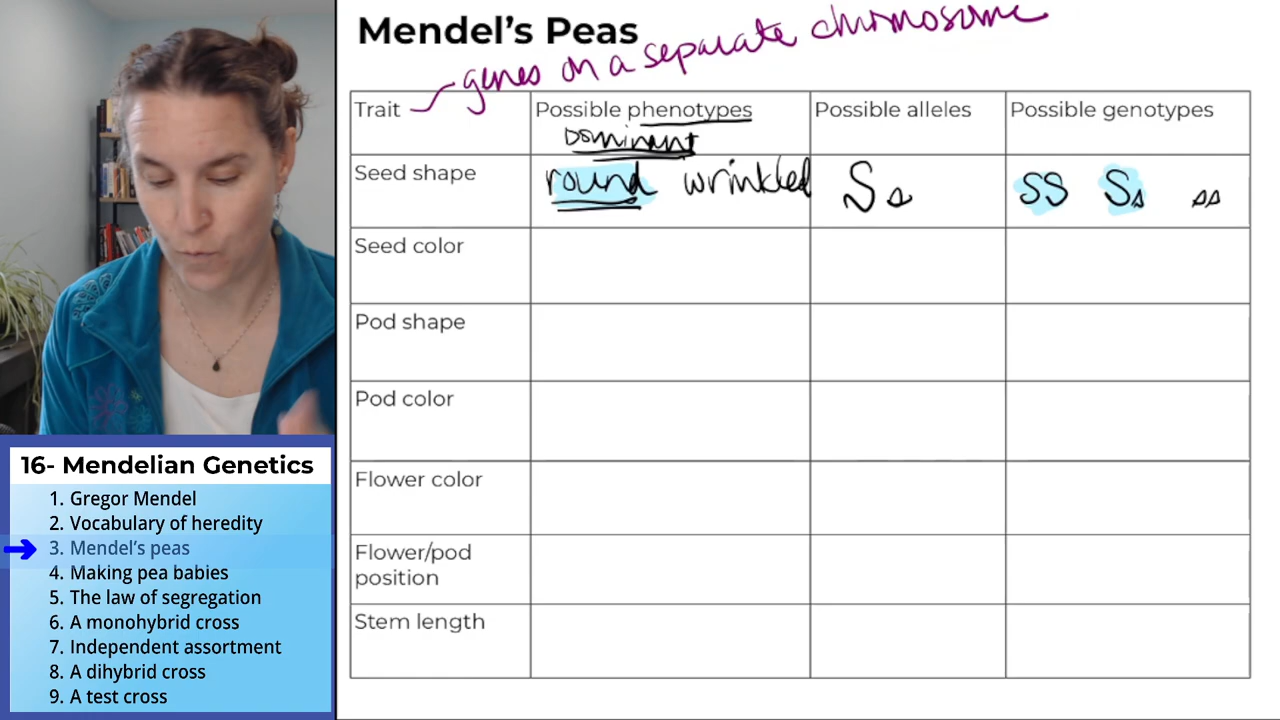 Mendel's Peas
genes on a separate chromosome
Trait
Possible phenotypes
Dominant
Possible alleles
Possible genotypes
Seed shape
round wrinkled
S s
SS Ss ss
Seed color
Pod shape
Pod color
Flower color
Flower/pod
position
Stem length
16- Mendelian Genetics
1. Gregor Mendel
2. Vocabulary of heredity
3. Mendel's peas
4. Making pea babies
5. The law of segregation
6. A monohybrid cross
7. Independent assortment
8. A dihybrid cross
9. A test cross